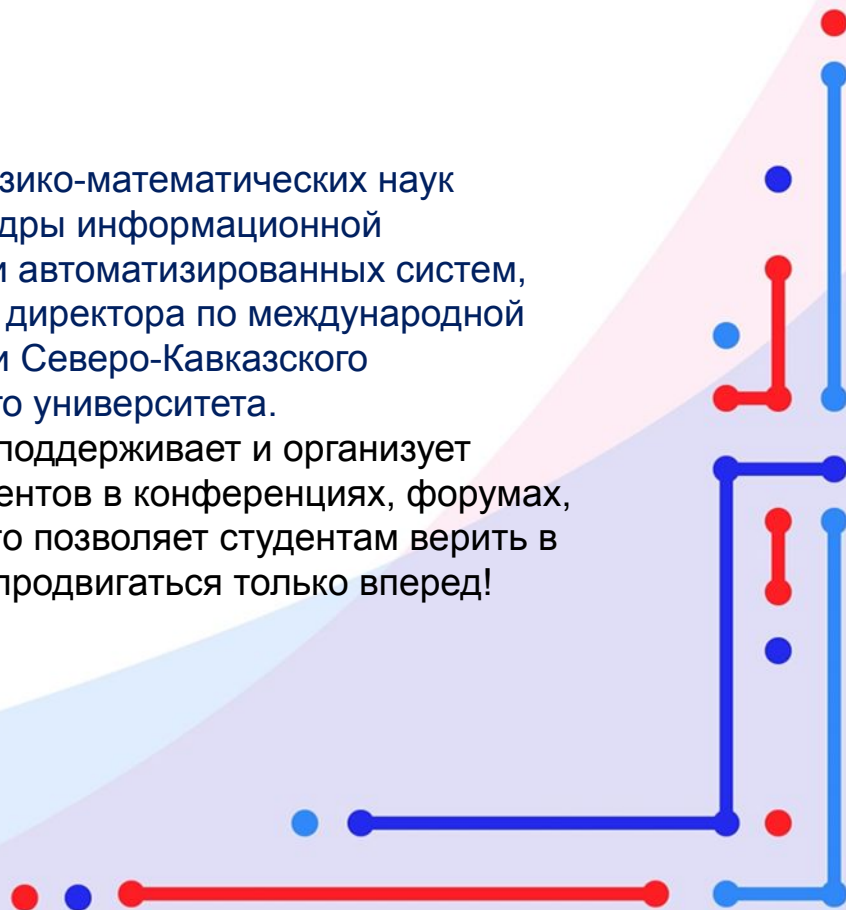 зико-математических наук
дры информационной
и автоматизированных систем,
директора по международной
и Северо-Кавказского
го университета.
поддерживает и организует
ентов в конференциях, форумах,
то позволяет студентам верить в
продвигаться только вперед!